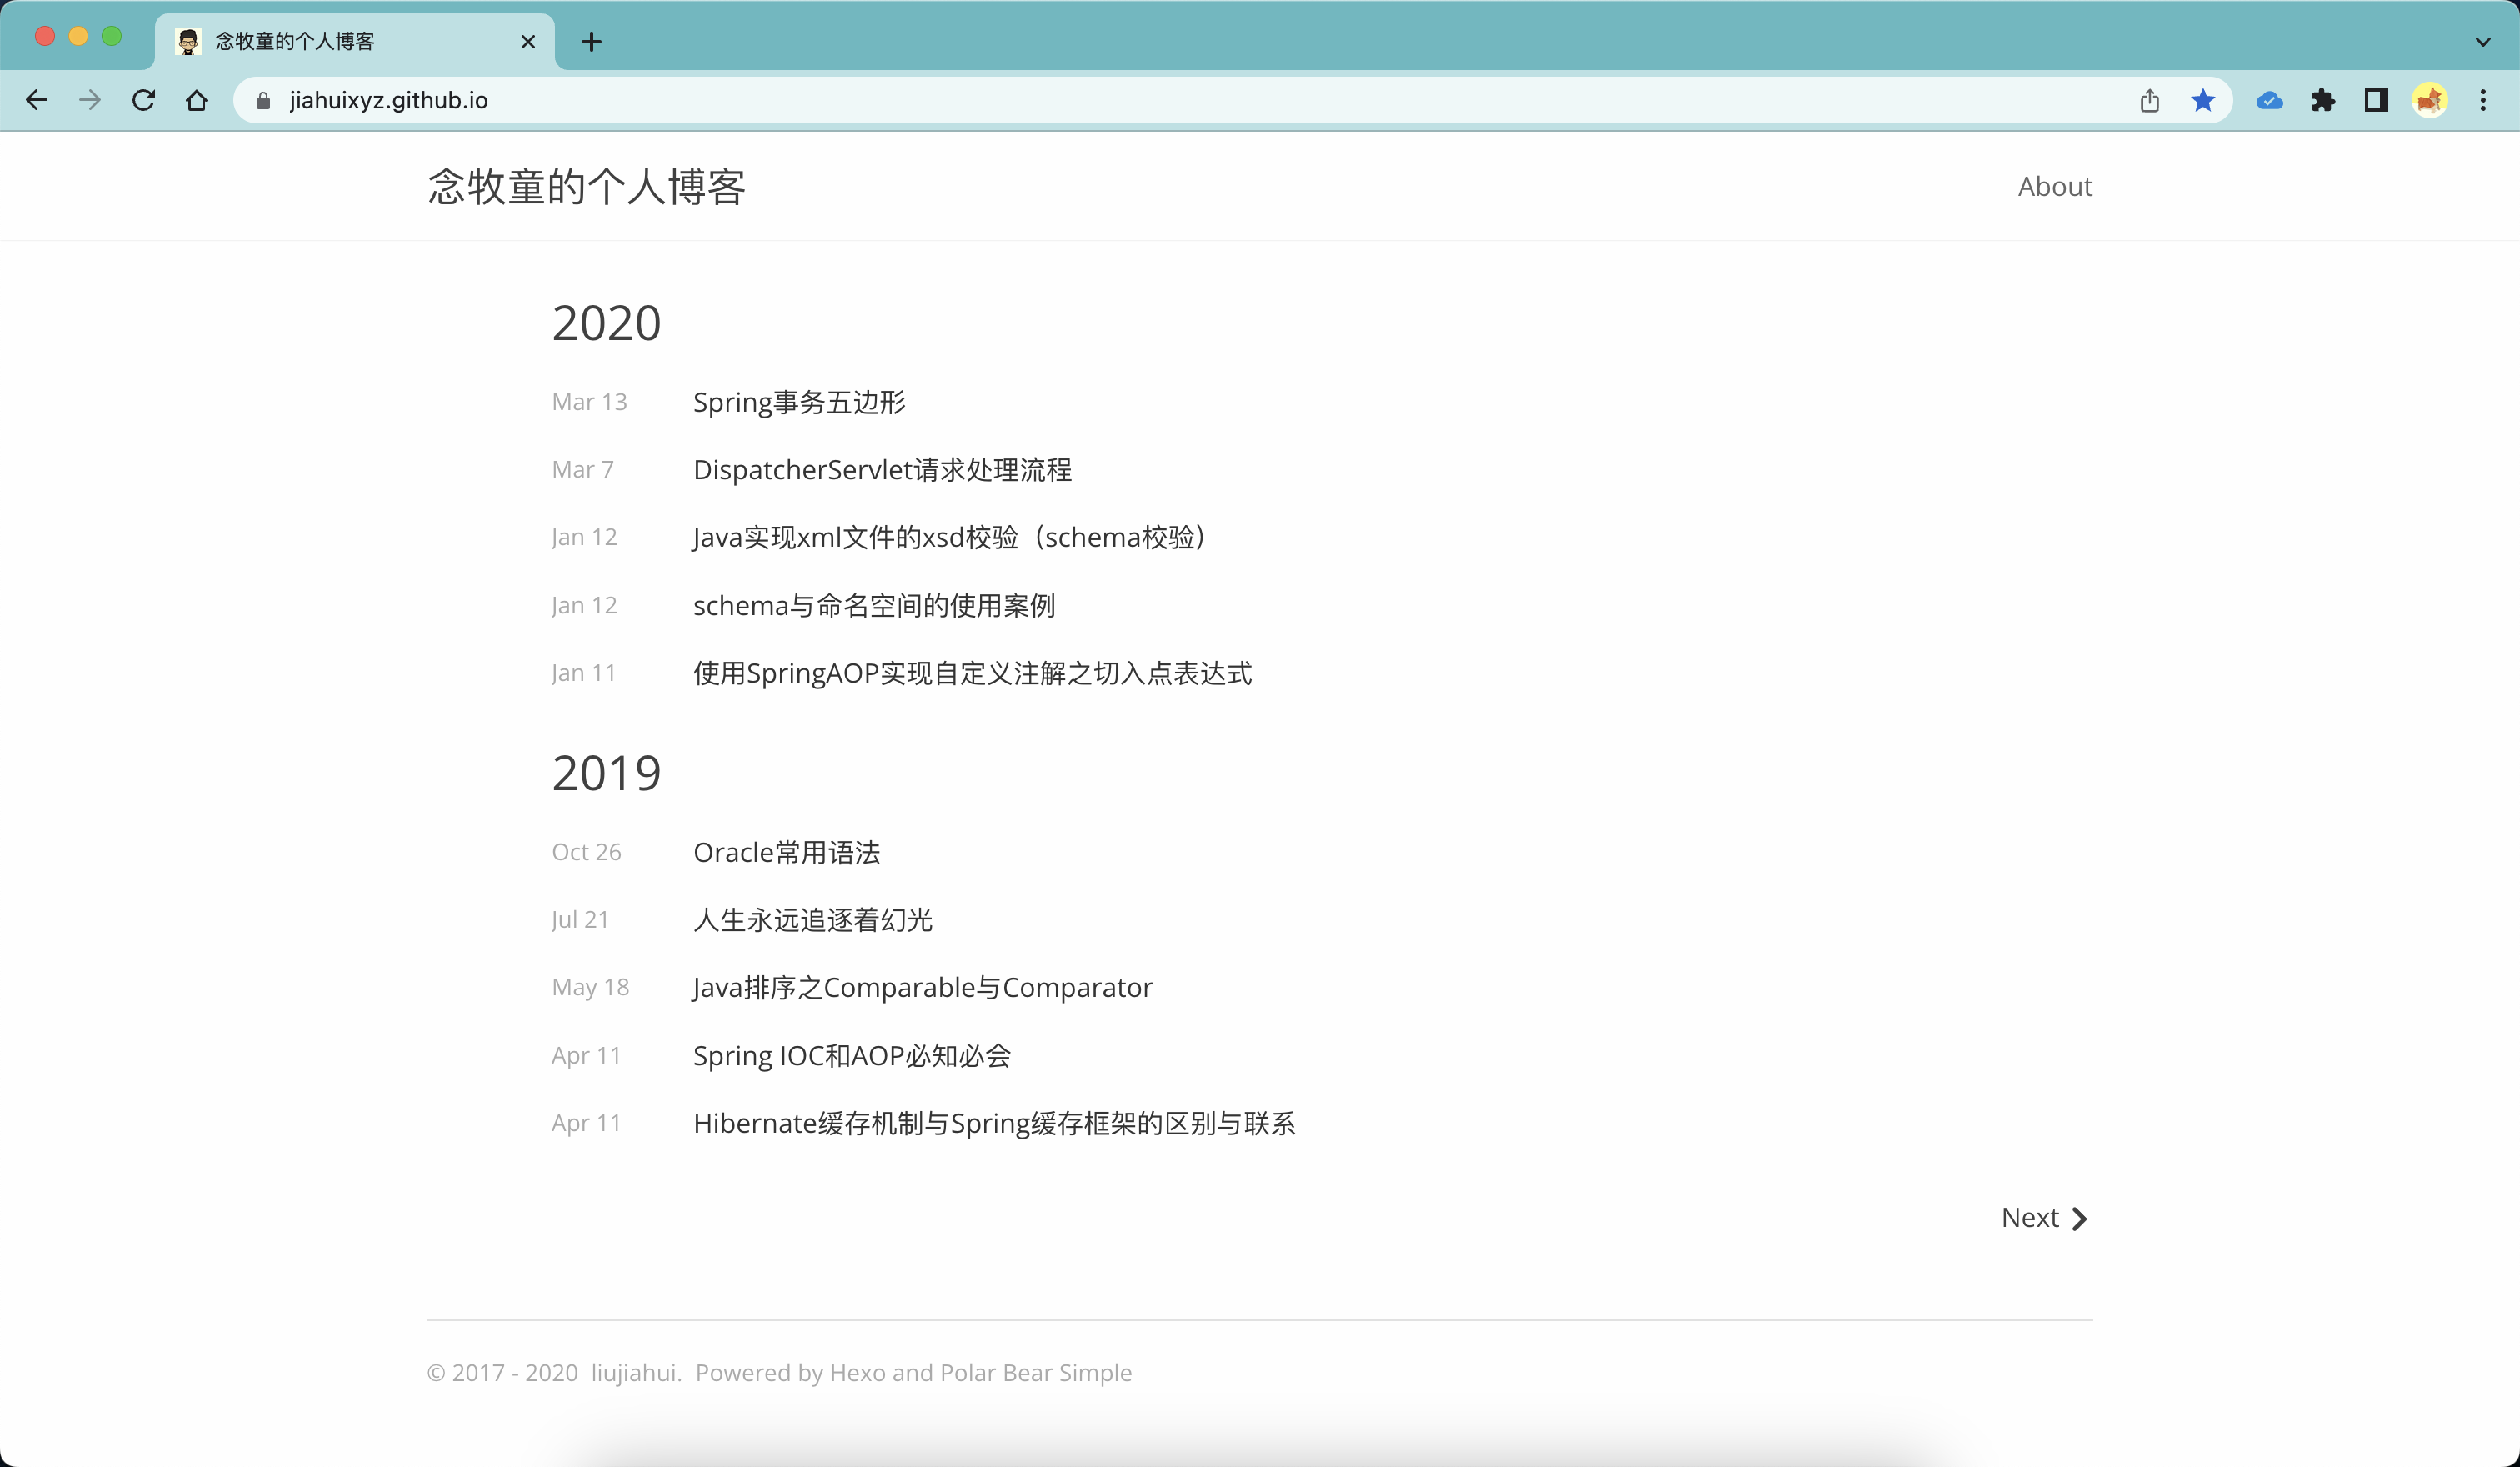 念牧童的个人博客
jiahuixyz.github.io
念牧童的个人博客
About
2020
Mar 13 Spring事务五边形
Mar 7 DispatcherServlet请求处理流程
Jan 12 Java实现xml文件的xsd校验（schema校验）
Jan 12 schema与命名空间的使用案例
Jan 11 使用SpringAOP实现自定义注解之切入点表达式
2019
Oct 26 Oracle常用语法
Jul 21 人生永远追逐着幻光
May 18 Java排序之Comparable与Comparator
Apr 11 Spring IOC和AOP必知必会
Apr 11 Hibernate缓存机制与Spring缓存框架的区别与联系
Next
© 2017 - 2020 liujiahui. Powered by Hexo and Polar Bear Simple